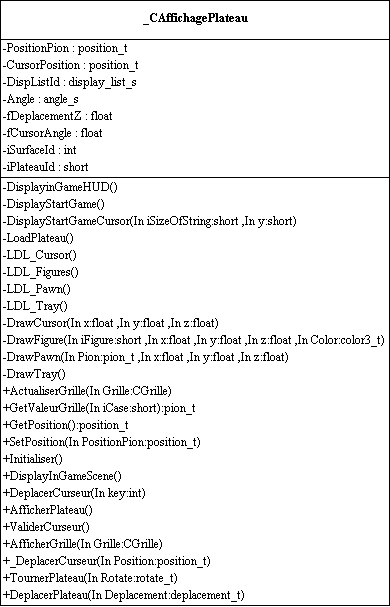 _CAffichagePlateau
-PositionPion : position_t
-CursorPosition : position_t
-DispListId : display_list_s
-Angle : angle_s
-fDeplacementZ : float
-fCursorAngle : float
-iSurfaceId : int
-iPlateauId : short
-DisplayinGameHUD()
-DisplayStartGame()
-DisplayStartGameCursor(In iSizeOfString:short ,In y:short)
-LoadPlateau()
-LDL_Cursor()
-LDL_Figures()
-LDL_Pawn()
-LDL_Tray()
-DrawCursor(In x:float ,In y:float ,In z:float)
-DrawFigure(In iFigure:short ,In x:float ,In y:float ,In z:float ,In Color:color3_t)
-DrawPawn(In Pion:pion_t ,In x:float ,In y:float ,In z:float)
-DrawTray()
+ActualiserGrille(In Grille:CGrille)
+GetValeurGrille(In iCase:short):pion_t
+GetPosition():position_t
+SetPosition(In PositionPion:position_t)
+Initialiser()
+DisplayInGameScene()
+DeplacerCurseur(In key:int)
+AfficherPlateau()
+ValiderCurseur()
+AfficherGrille(In Grille:CGrille)
+_DeplacerCurseur(In Position:position_t)
+TournerPlateau(In Rotate:rotate_t)
+DeplacerPlateau(In Deplacement:deplacement_t)